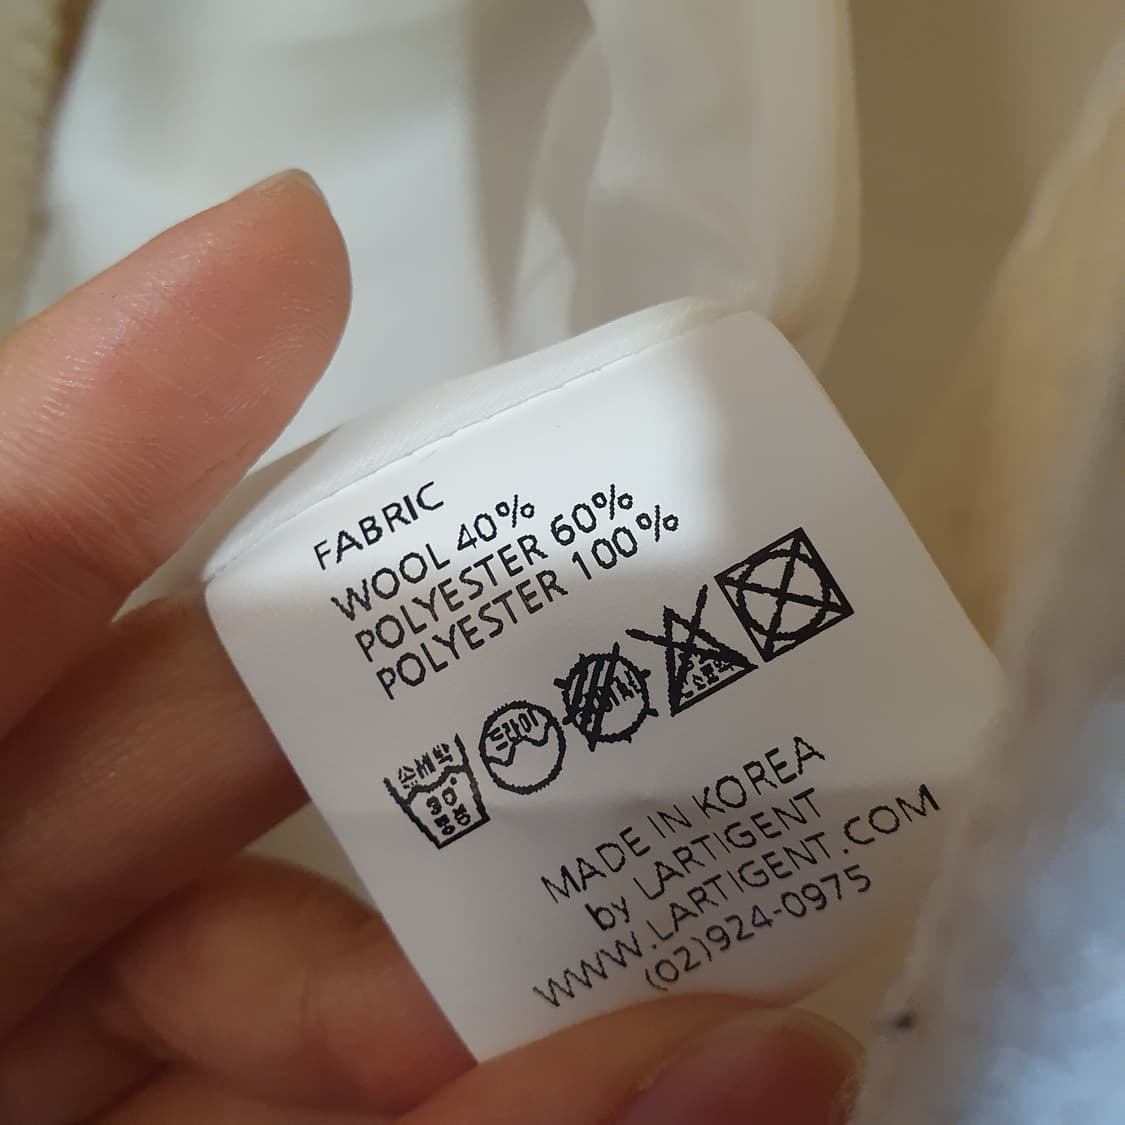 FABRIC
WOOL 40%
POLYESTER 60%
POLYESTER 100%
손세탁
30°
중성
드라이
MADE IN KOREA
by LARTIGENT
WWW.LARTIGENT.COM
(02)924-0975